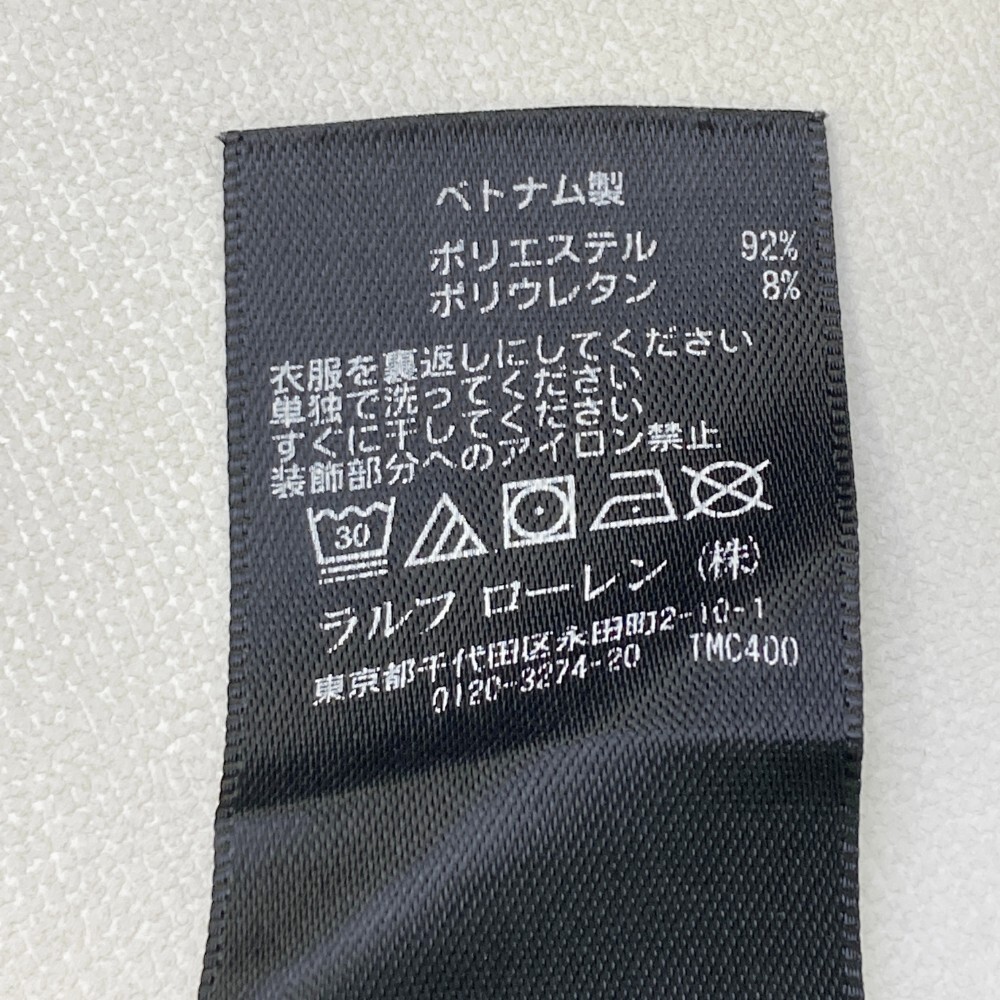 ベトナム製
ポリエステル 92%
ポリウレタン 8%
衣服を裏返しにしてください
単独で洗ってください
すぐに干してください
装飾部分へのアイロン禁止
30
ラルフ ローレン (株)
東京都千代田区永田町2-10-1
0120-3274-20 TMC400